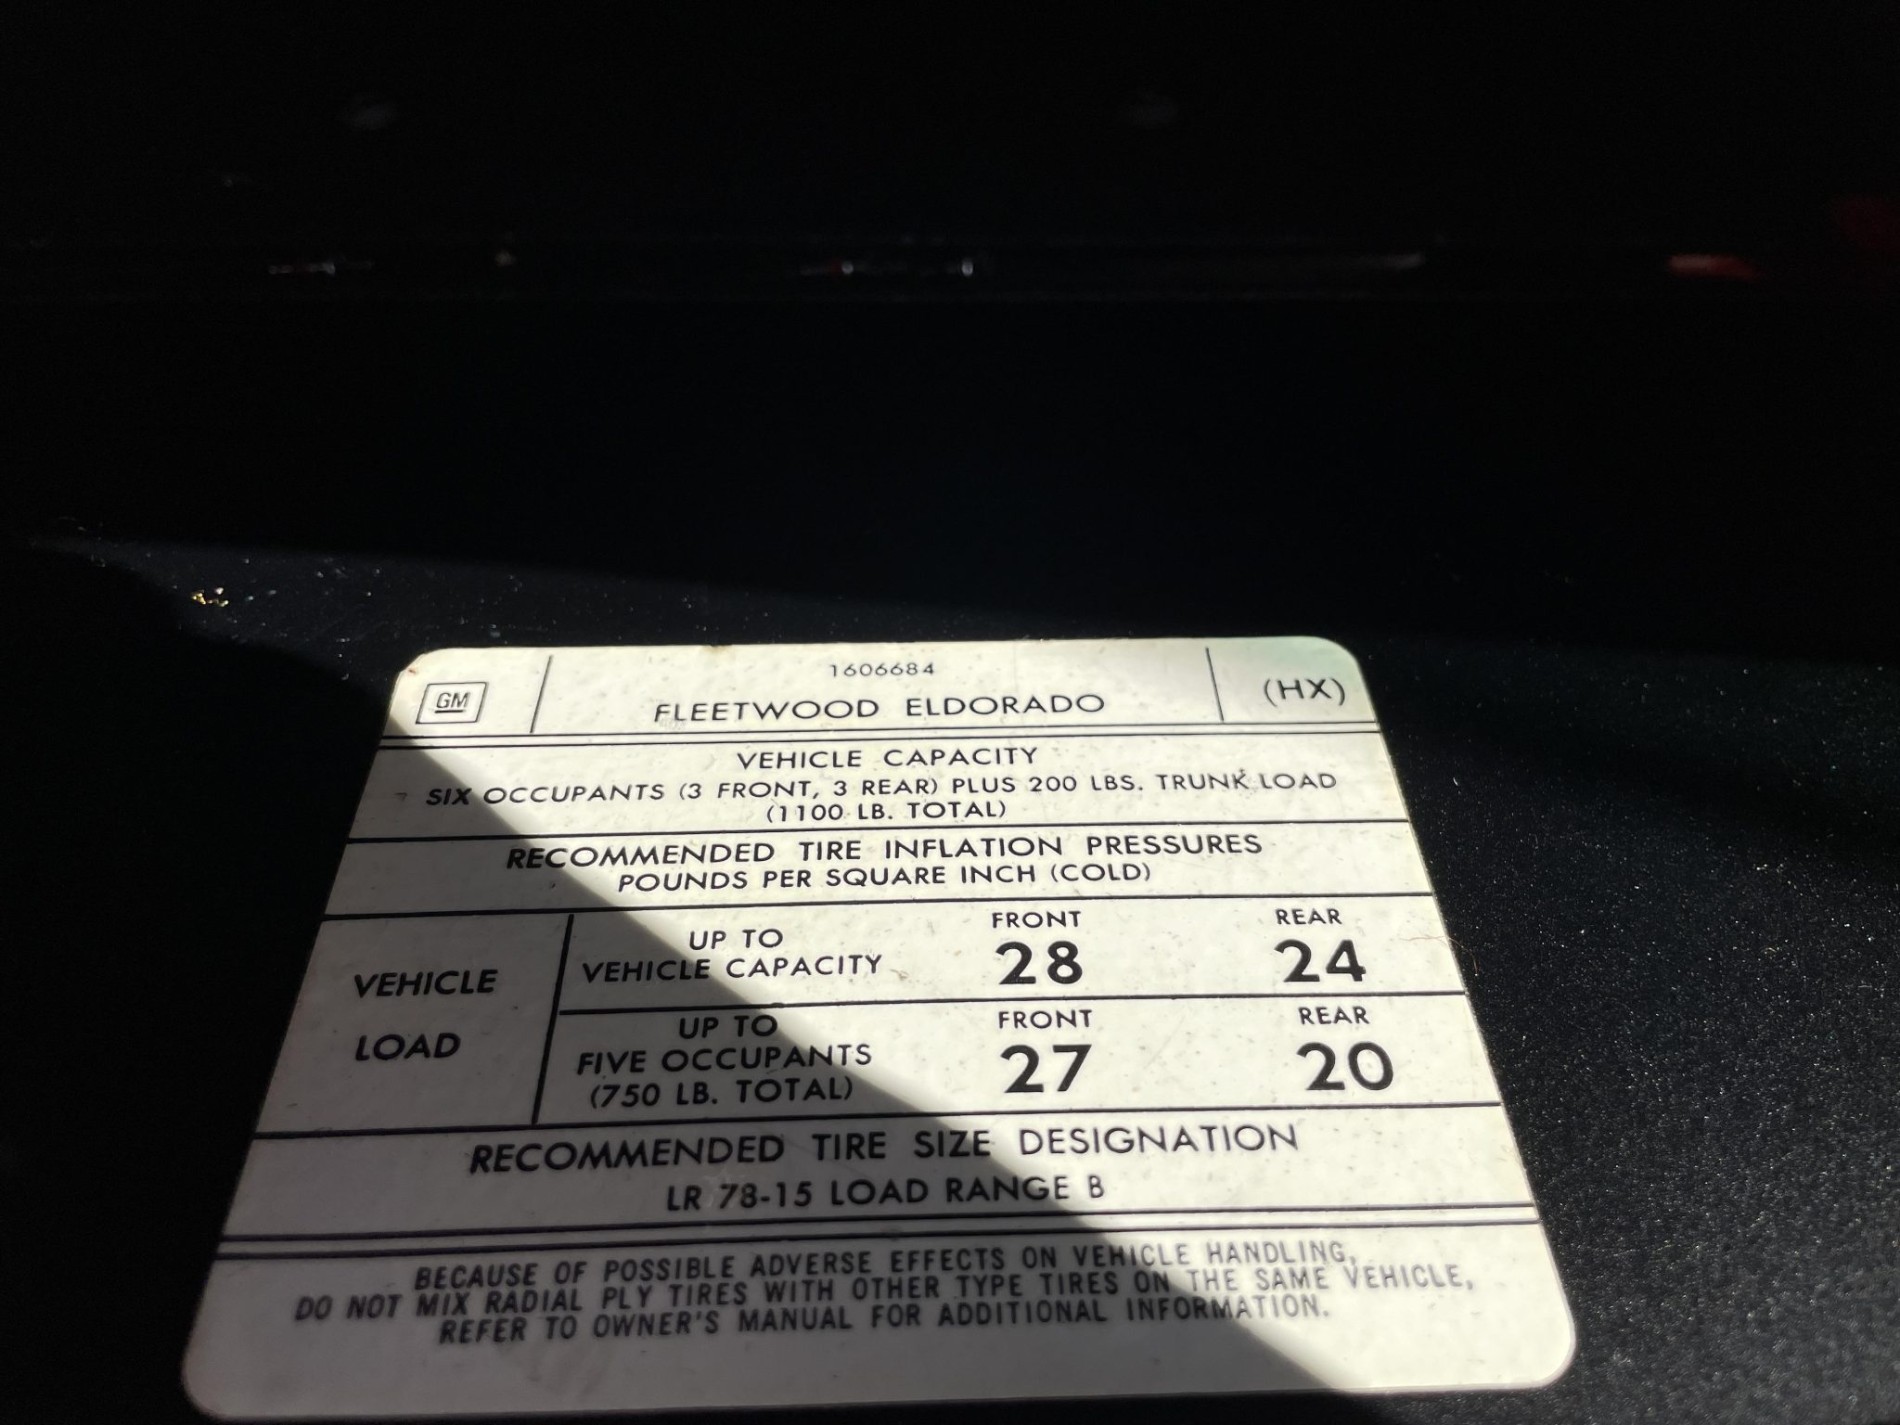 1606684
GM FLEETWOOD ELDORADO (HX)
VEHICLE CAPACITY
SIX OCCUPANTS (3 FRONT, 3 REAR) PLUS 200 LBS. TRUNK LOAD
(1100 LB. TOTAL)
RECOMMENDED TIRE INFLATION PRESSURES
POUNDS PER SQUARE INCH (COLD)
VEHICLE
LOAD
UP TO
VEHICLE CAPACITY
FRONT
28
REAR
24
UP TO
FIVE OCCUPANTS
(750 LB. TOTAL)
FRONT
27
REAR
20
RECOMMENDED TIRE SIZE DESIGNATION
LR 78-15 LOAD RANGE B
BECAUSE OF POSSIBLE ADVERSE EFFECTS ON VEHICLE HANDLING,
DO NOT MIX RADIAL PLY TIRES WITH OTHER TYPE TIRES ON THE SAME VEHICLE,
REFER TO OWNER'S MANUAL FOR ADDITIONAL INFORMATION.